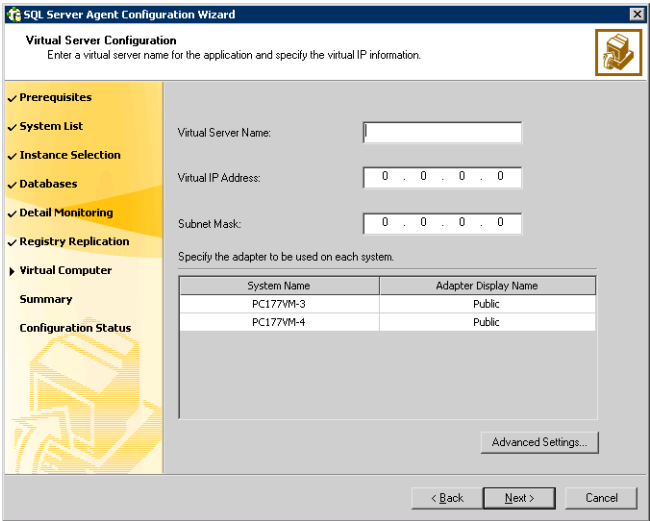 SQL Server Agent Configuration Wizard
Virtual Server Configuration
Enter a virtual server name for the application and specify the virtual IP information.
Prerequisites
System List
Instance Selection
Databases
Detail Monitoring
Registry Replication
Virtual Computer
Summary
Configuration Status
Virtual Server Name:
Virtual IP Address: 0 . 0 . 0 . 0
Subnet Mask: 0 . 0 . 0 . 0
Specify the adapter to be used on each system.
System Name Adapter Display Name
PC177VM-3 Public
PC177VM-4 Public
Advanced Settings...
< Back Next > Cancel